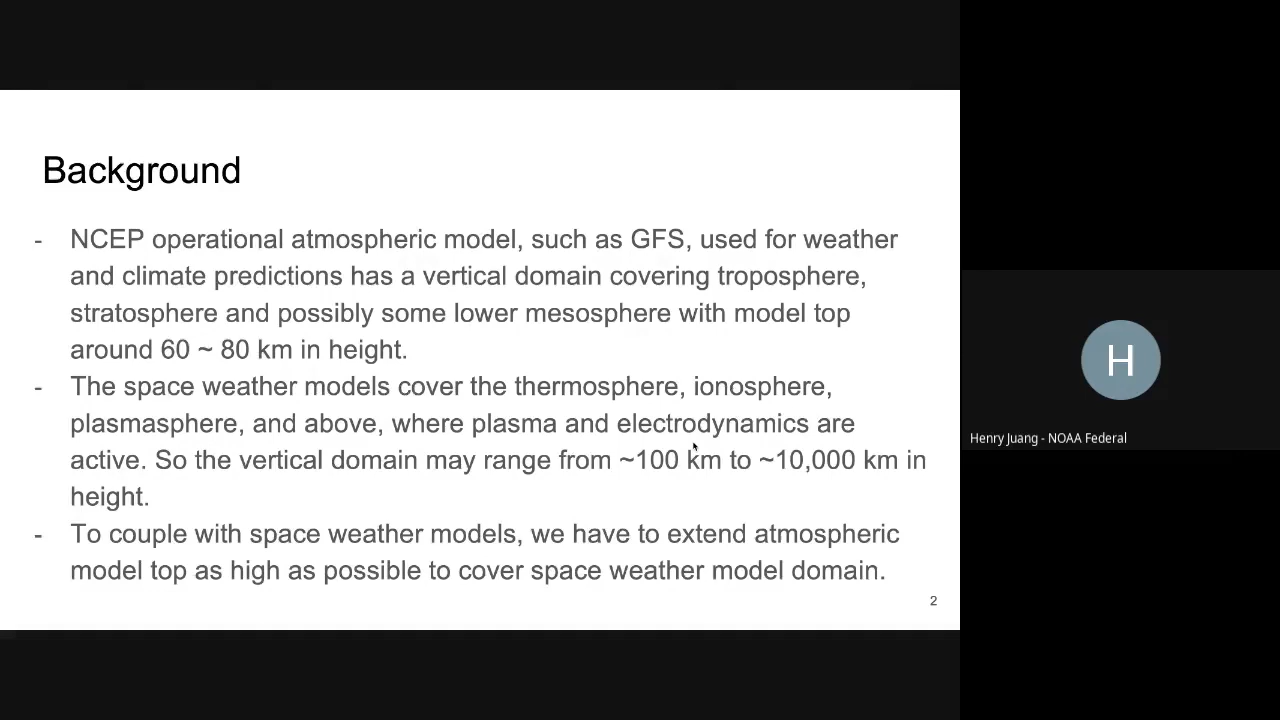 Background
- NCEP operational atmospheric model, such as GFS, used for weather
and climate predictions has a vertical domain covering troposphere,
stratosphere and possibly some lower mesosphere with model top
around 60 ~ 80 km in height.
- The space weather models cover the thermosphere, ionosphere,
plasmasphere, and above, where plasma and electrodynamics are
active. So the vertical domain may range from ~100 km to ~10,000 km in
height.
- To couple with space weather models, we have to extend atmospheric
model top as high as possible to cover space weather model domain.
2
H
Henry Juang - NOAA Federal